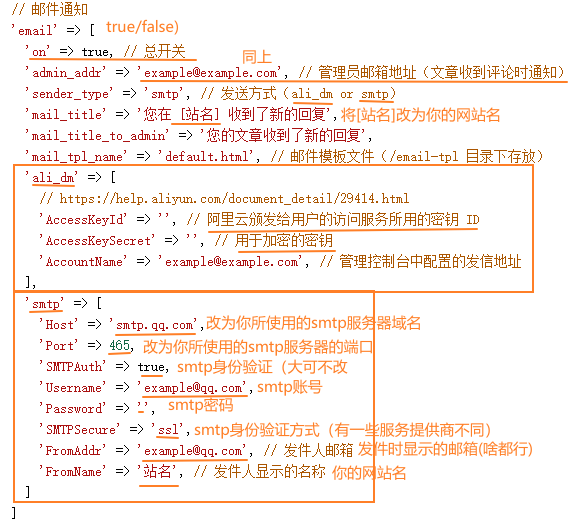 // 邮件通知
'email' => [ true/false)
'on' => true, // 总开关
同上
'admin_addr' => 'example@example.com', // 管理员邮箱地址（文章收到评论时通知）
'sender_type' => 'smtp', // 发送方式（ali_dm or smtp）
'mail_title' => '您在 [站名] 收到了新的回复', 将[站名]改为你的网站名
'mail_title_to_admin' => '您的文章收到了新的回复',
'mail_tpl_name' => 'default.html', // 邮件模板文件（/email-tpl 目录下存放）
'ali_dm' => [
// https://help.aliyun.com/document_detail/29414.html
'AccessKeyId' => '', // 阿里云颁发给用户的访问服务所用的密钥 ID
'AccessKeySecret' => '', // 用于加密的密钥
'AccountName' => 'example@example.com', // 管理控制台中配置的发信地址
],
'smtp' => [
'Host' => 'smtp.qq.com', 改为你所使用的smtp服务器域名
'Port' => 465, 改为你所使用的smtp服务器的端口
'SMTPAuth' => true, smtp身份验证（大可不改
'Username' => 'example@qq.com', smtp账号
'Password' => '', smtp密码
'SMTPSecure' => 'ssl', smtp身份验证方式（有一些服务提供商不同）
'FromAddr' => 'example@qq.com', // 发件人邮箱 发件时显示的邮箱(啥都行)
'FromName' => '站名', // 发件人显示的名称 你的网站名
]
]